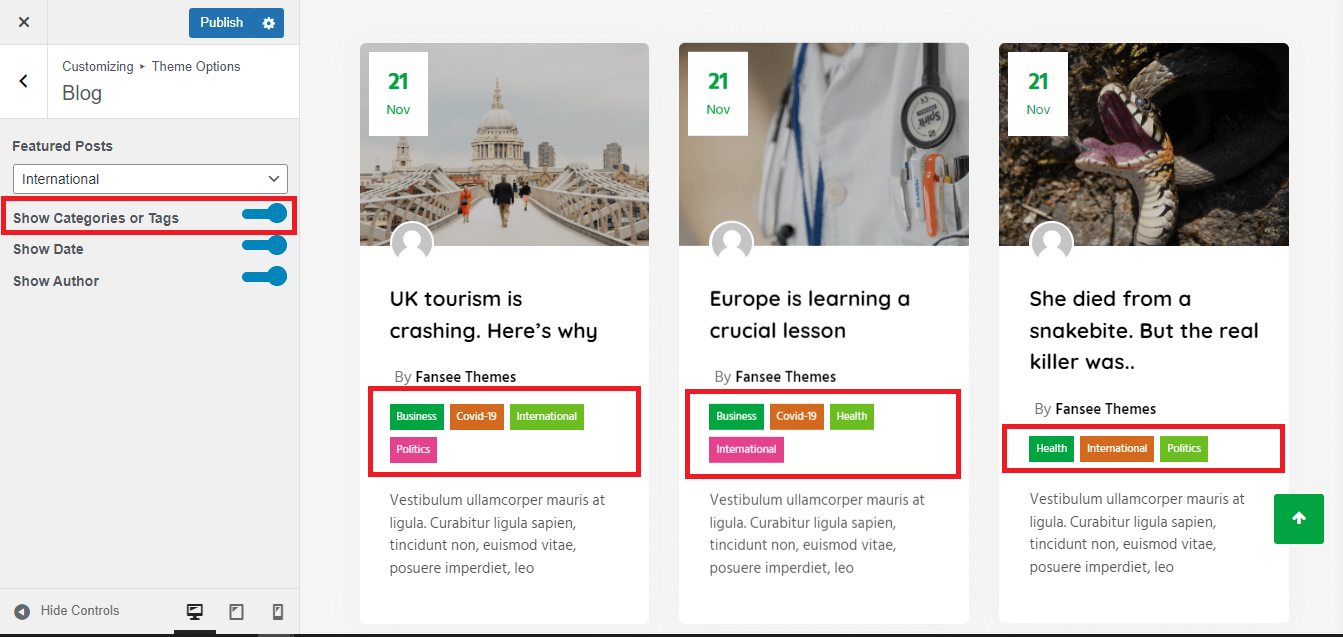 Publish
Customizing ▸ Theme Options
Blog
Featured Posts
International
Show Categories or Tags
Show Date
Show Author
Hide Controls
21
Nov
UK tourism is
crashing. Here’s why
By Fansee Themes
Business Covid-19 International
Politics
Vestibulum ullamcorper mauris at
ligula. Curabitur ligula sapien,
tincidunt non, euismod vitae,
posuere imperdiet, leo
21
Nov
Spirit
Europe is learning a
crucial lesson
By Fansee Themes
Business Covid-19 Health
International
Vestibulum ullamcorper mauris at
ligula. Curabitur ligula sapien,
tincidunt non, euismod vitae,
posuere imperdiet, leo
21
Nov
She died from a
snakebite. But the real
killer was..
By Fansee Themes
Health International Politics
Vestibulum ullamcorper mauris at
ligula. Curabitur ligula sapien,
tincidunt non, euismod vitae,
posuere imperdiet, leo